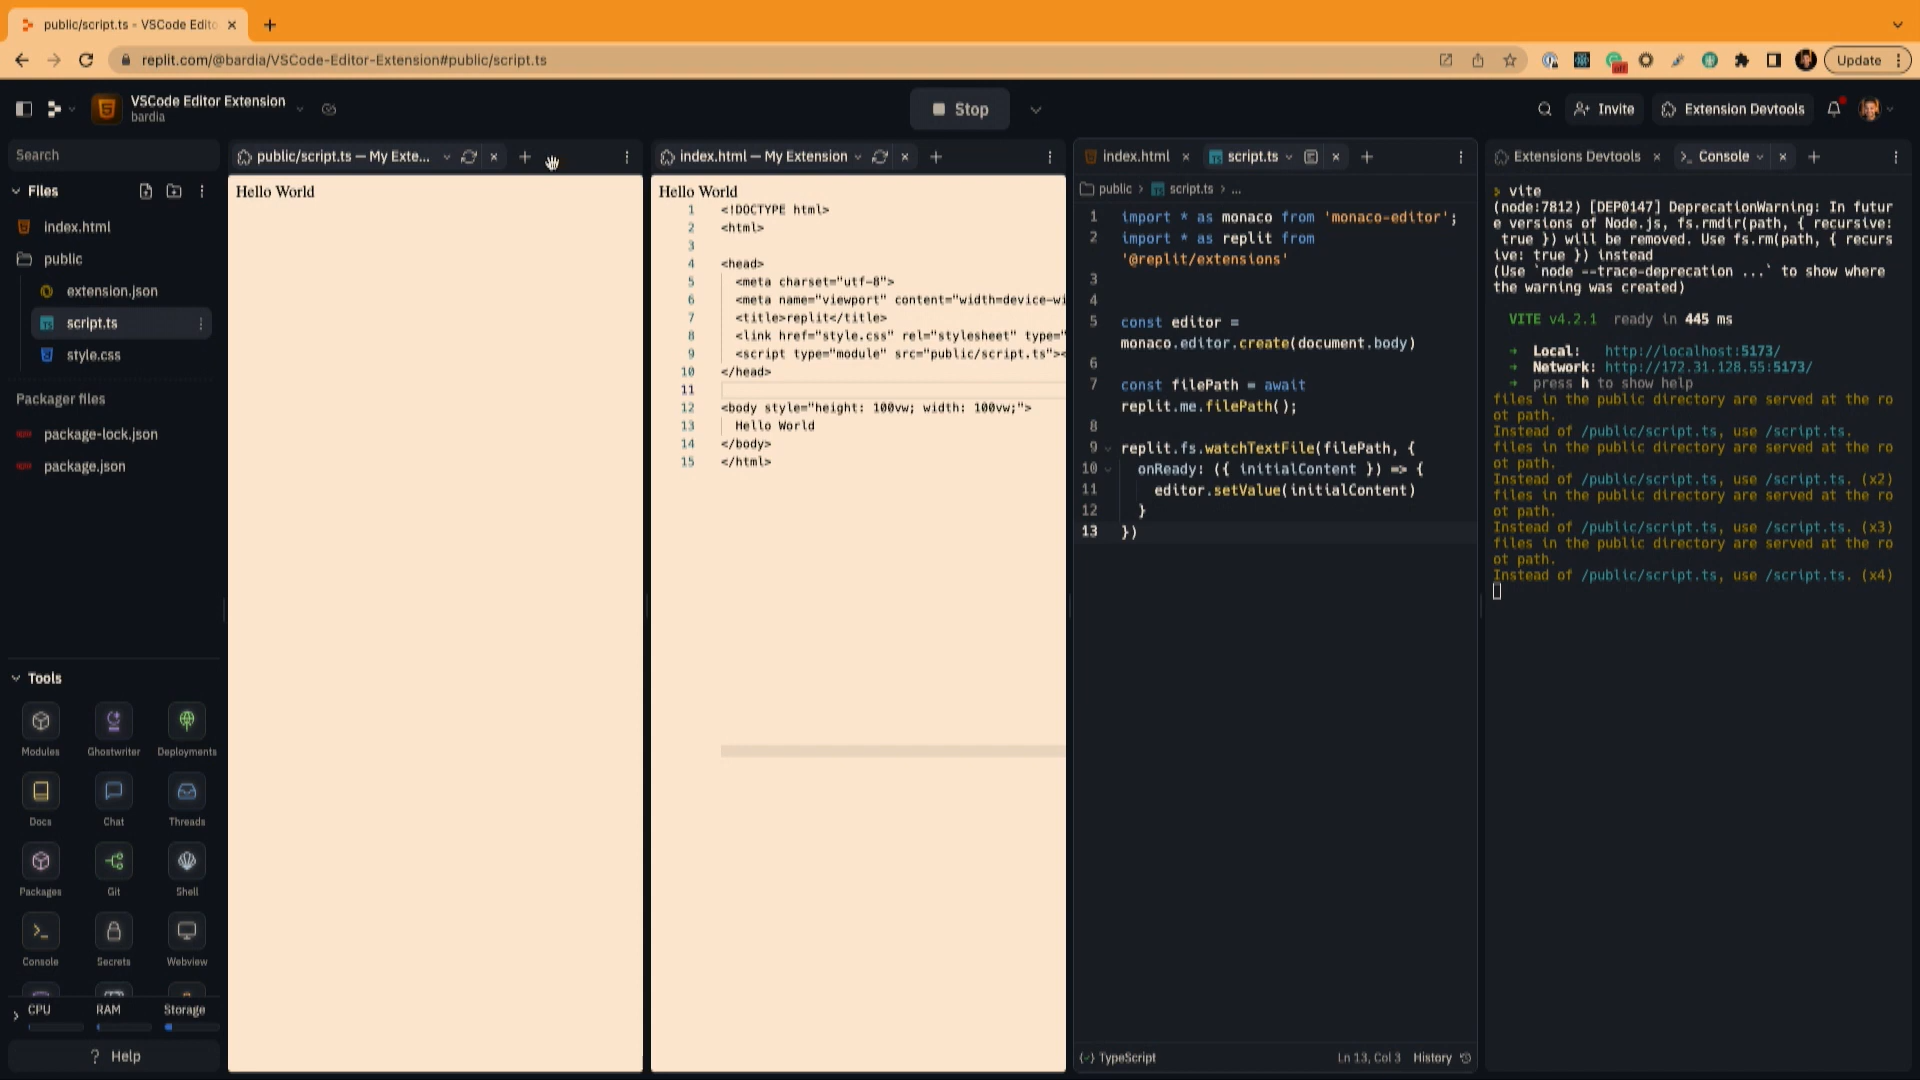 public/script.ts - VSCode Edito
replit.com/@bardia/VSCode-Editor-Extension#public/script.ts
Update
VSCode Editor Extension
bardia
Stop
Invite
Extension Devtools
Search
Files
index.html
public
extension.json
script.ts
style.css
Packager files
package-lock.json
package.json
Tools
Modules
Ghostwriter
Deployments
Docs
Chat
Threads
Packages
Git
Shell
Console
Secrets
Webview
CPU
RAM
Storage
? Help
public/script.ts — My Exte...
Hello World
index.html — My Extension
Hello World
1 <!DOCTYPE html>
2 <html>
3
4 <head>
5 <meta charset="utf-8">
6 <meta name="viewport" content="width=device-wi
7 <title>replit</title>
8 <link href="style.css" rel="stylesheet" type="
9 <script type="module" src="public/script.ts"><
10 </head>
11
12 <body style="height: 100vw; width: 100vw;">
13 Hello World
14 </body>
15 </html>
index.html
script.ts
public > script.ts > ...
1 import * as monaco from 'monaco-editor';
2 import * as replit from
'@replit/extensions'
3
4
5 const editor =
monaco.editor.create(document.body)
6
7 const filePath = await
replit.me.filePath();
8
9 replit.fs.watchTextFile(filePath, {
10 onReady: ({ initialContent }) => {
11 editor.setValue(initialContent)
12 }
13 })
TypeScript
Ln 13, Col 3
History
Extensions Devtools
Console
vite
(node:7812) [DEP0147] DeprecationWarning: In futur
e versions of Node.js, fs.rmdir(path, { recursive:
true }) will be removed. Use fs.rm(path, { recurs
ive: true }) instead
(Use `node --trace-deprecation ...` to show where
the warning was created)
VITE v4.2.1 ready in 445 ms
➜ Local: http://localhost:5173/
➜ Network: http://172.31.128.55:5173/
➜ press h to show help
files in the public directory are served at the ro
ot path.
Instead of /public/script.ts, use /script.ts.
files in the public directory are served at the ro
ot path.
Instead of /public/script.ts, use /script.ts. (x2)
files in the public directory are served at the ro
ot path.
Instead of /public/script.ts, use /script.ts. (x3)
files in the public directory are served at the ro
ot path.
Instead of /public/script.ts, use /script.ts. (x4)